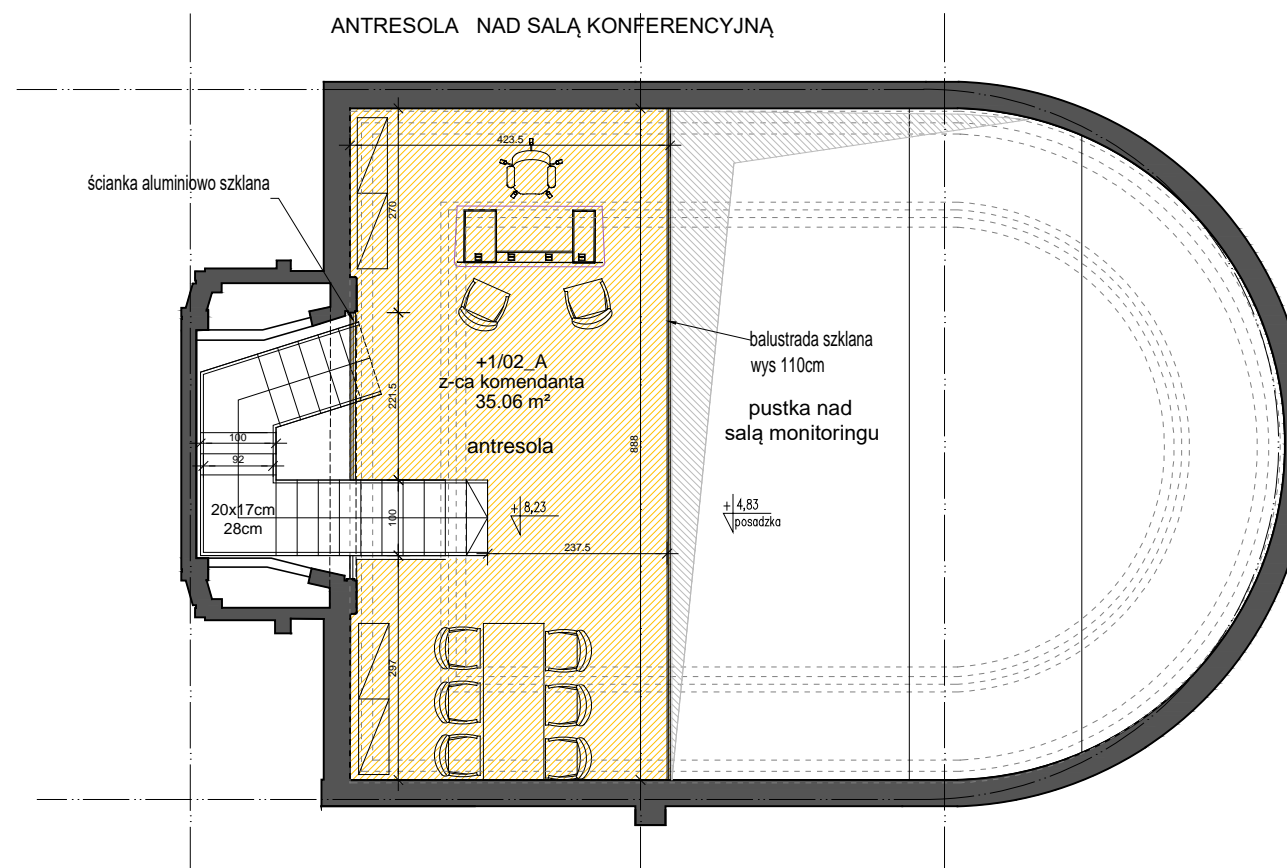 ANTRESOLA NAD SALĄ KONFERENCYJNĄ
423.5
ścianka aluminiowo szklana
270
balustrada szklana
wys 110cm
+1/02_A
z-ca komendanta
35.06 m²
221.5
pustka nad
salą monitoringu
antresola
888
100
92
20x17cm
28cm
100
+ 8,23
+ 4,83
posadzka
237.5
297